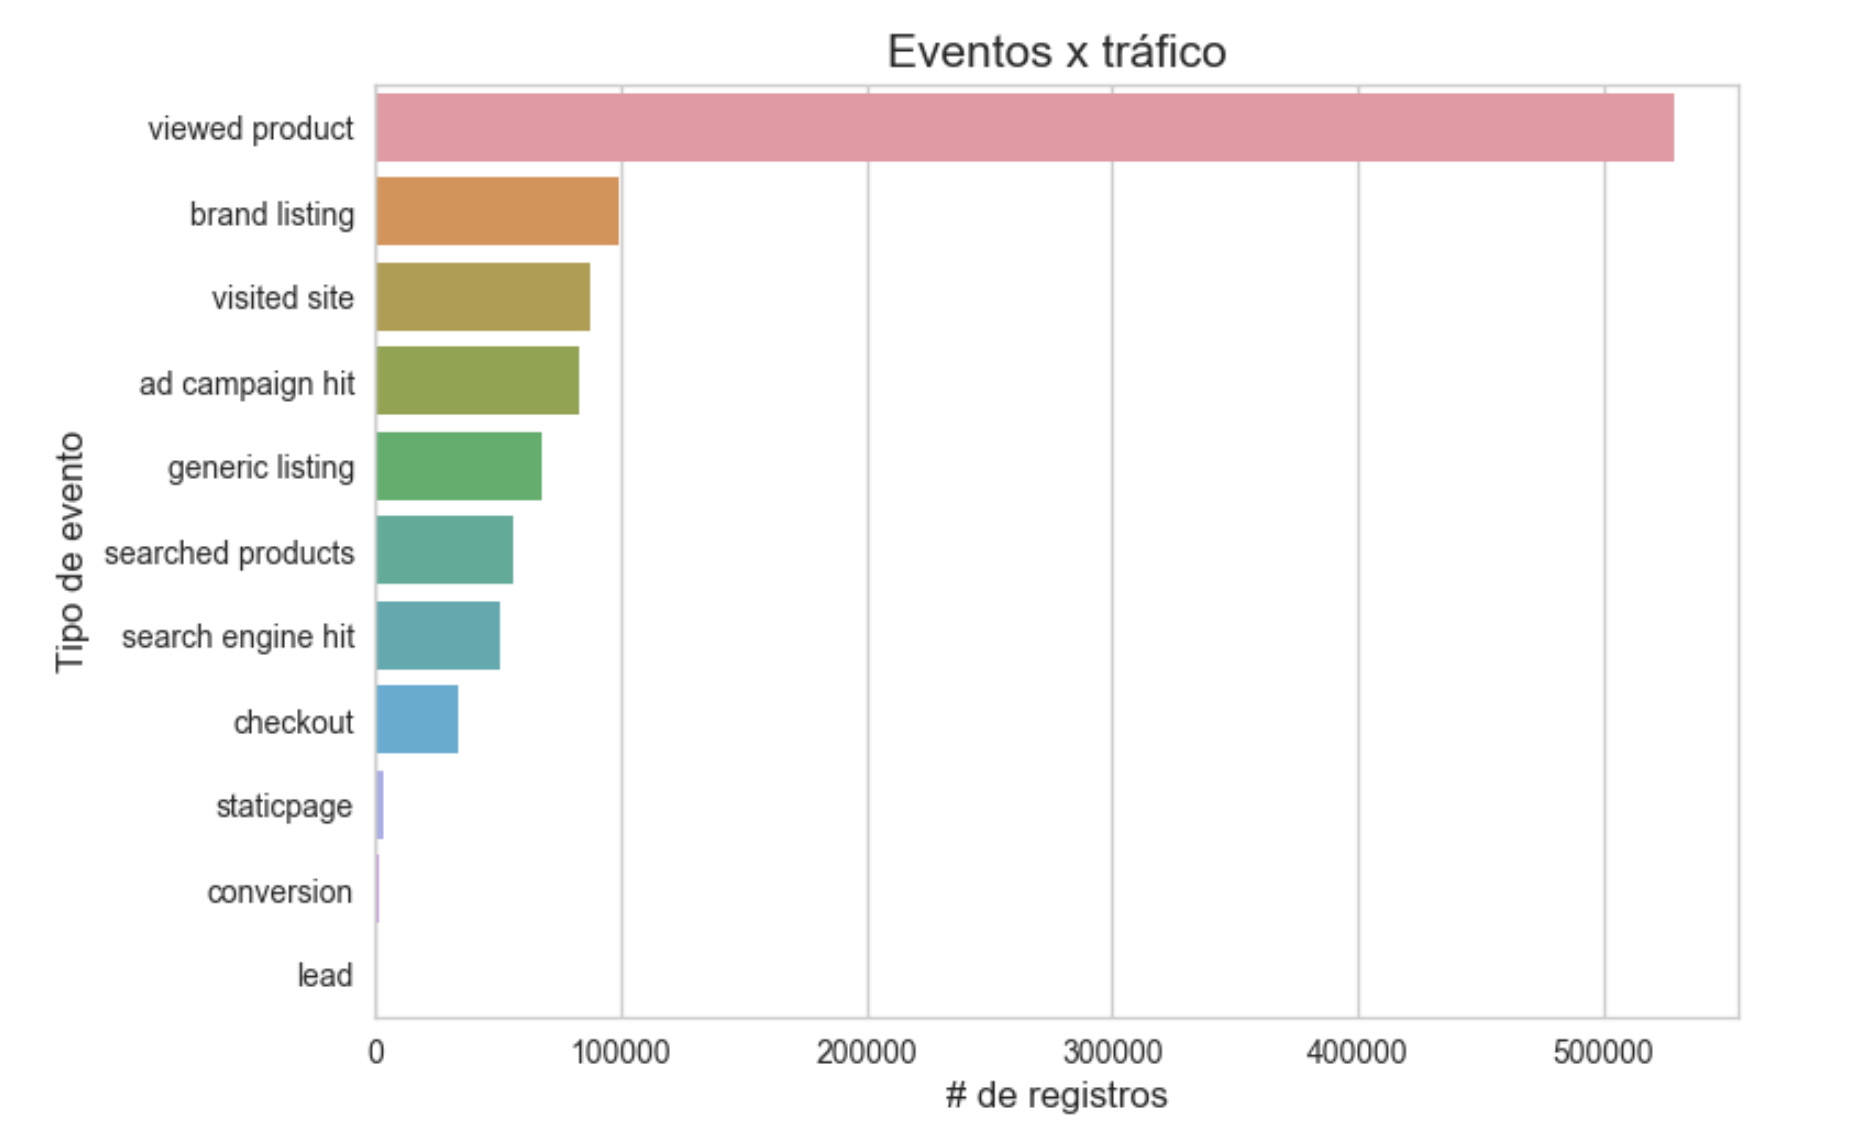 Eventos x tráfico
viewed product
brand listing
visited site
ad campaign hit
generic listing
searched products
search engine hit
checkout
staticpage
conversion
lead
Tipo de evento
0 100000 200000 300000 400000 500000
# de registros